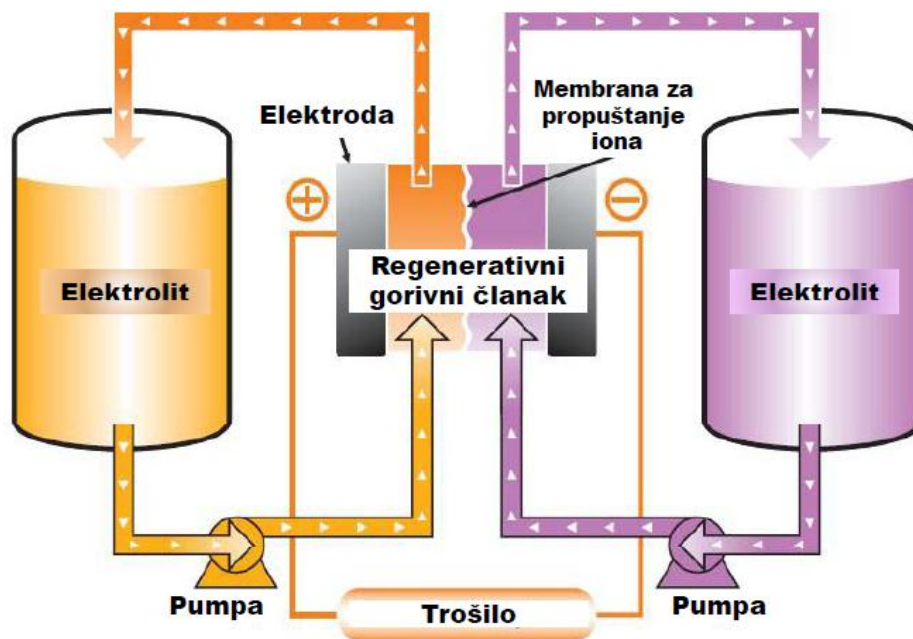 Elektroda
Membrana za
propuštanje
iona
+
−
Elektrolit
Regenerativni
gorivni članak
Elektrolit
Pumpa
Trošilo
Pumpa